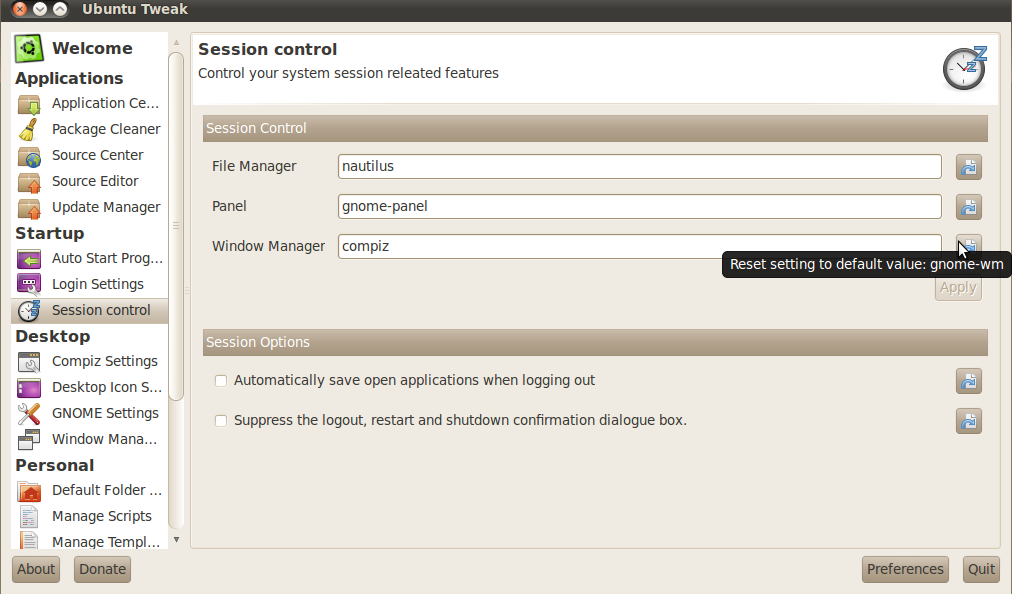 Ubuntu Tweak
Welcome
Applications
Application Ce...
Package Cleaner
Source Center
Source Editor
Update Manager
Startup
Auto Start Prog...
Login Settings
Session control
Desktop
Compiz Settings
Desktop Icon S...
GNOME Settings
Window Mana...
Personal
Default Folder ...
Manage Scripts
Manage Templ...
Session control
Control your system session releated features
Session Control
File Manager
nautilus
Panel
gnome-panel
Window Manager
compiz
Reset setting to default value: gnome-wm
Apply
Session Options
Automatically save open applications when logging out
Suppress the logout, restart and shutdown confirmation dialogue box.
About
Donate
Preferences
Quit